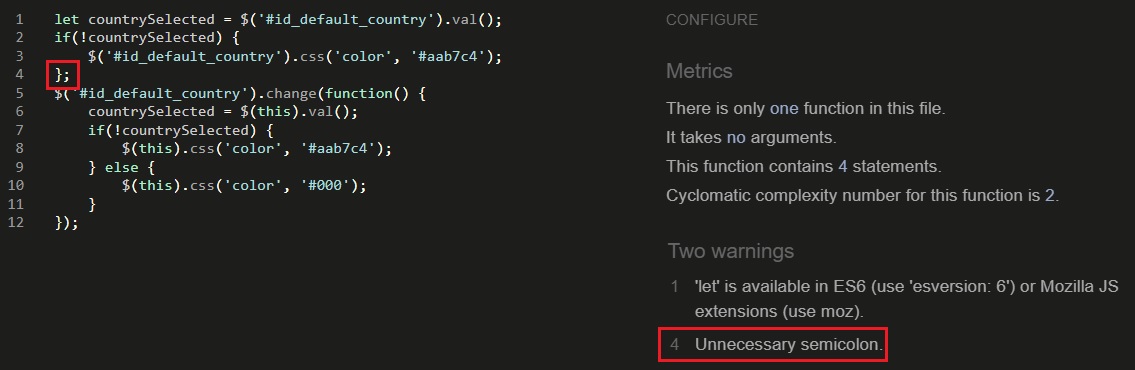 1 let countrySelected = $('#id_default_country').val();
2 if(!countrySelected) {
3 $('#id_default_country').css('color', '#aab7c4');
4 };
5 $('#id_default_country').change(function() {
6 countrySelected = $(this).val();
7 if(!countrySelected) {
8 $(this).css('color', '#aab7c4');
9 } else {
10 $(this).css('color', '#000');
11 }
12 });
CONFIGURE
Metrics
There is only one function in this file.
It takes no arguments.
This function contains 4 statements.
Cyclomatic complexity number for this function is 2.
Two warnings
1 'let' is available in ES6 (use 'esversion: 6') or Mozilla JS
extensions (use moz).
4 Unnecessary semicolon.